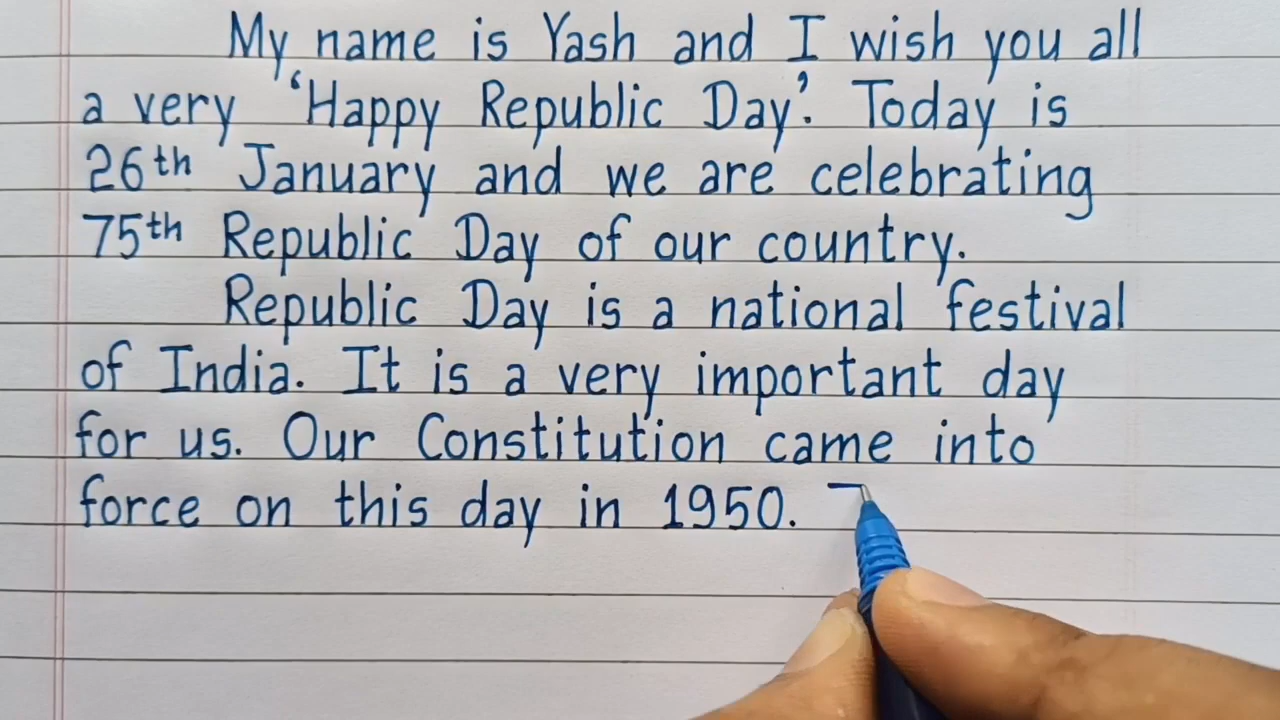 My name is Yash and I wish you all
a very 'Happy Republic Day'. Today is
26th January and we are celebrating
75th Republic Day of our country.
Republic Day is a national festival
of India. It is a very important day
for us. Our Constitution came into
force on this day in 1950.